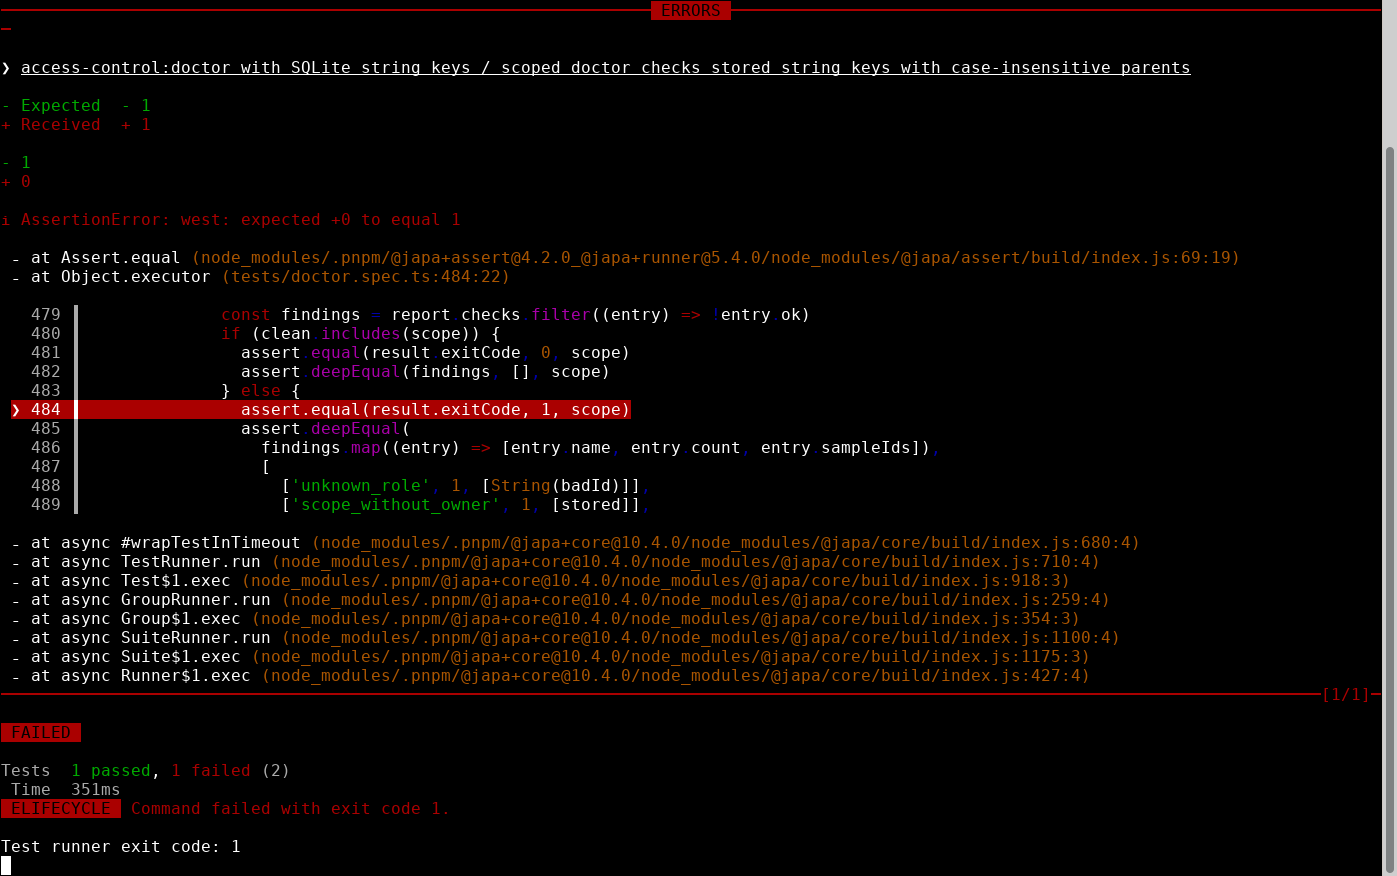 ERRORS
❯ access-control:doctor with SQLite string keys / scoped doctor checks stored string keys with case-insensitive parents
- Expected  - 1
+ Received  + 1
- 1
+ 0
ℹ AssertionError: west: expected +0 to equal 1
- at Assert.equal (node_modules/.pnpm/@japa+assert@4.2.0_@japa+runner@5.4.0/node_modules/@japa/assert/build/index.js:69:19)
- at Object.executor (tests/doctor.spec.ts:484:22)
479 const findings = report.checks.filter((entry) => !entry.ok)
480 if (clean.includes(scope)) {
481 assert.equal(result.exitCode, 0, scope)
482 assert.deepEqual(findings, [], scope)
483 } else {
❯ 484 assert.equal(result.exitCode, 1, scope)
485 assert.deepEqual(
486 findings.map((entry) => [entry.name, entry.count, entry.sampleIds]),
487 [
488 ['unknown_role', 1, [String(badId)]],
489 ['scope_without_owner', 1, [stored]],
- at async #wrapTestInTimeout (node_modules/.pnpm/@japa+core@10.4.0/node_modules/@japa/core/build/index.js:680:4)
- at async TestRunner.run (node_modules/.pnpm/@japa+core@10.4.0/node_modules/@japa/core/build/index.js:710:4)
- at async Test$1.exec (node_modules/.pnpm/@japa+core@10.4.0/node_modules/@japa/core/build/index.js:918:3)
- at async GroupRunner.run (node_modules/.pnpm/@japa+core@10.4.0/node_modules/@japa/core/build/index.js:259:4)
- at async Group$1.exec (node_modules/.pnpm/@japa+core@10.4.0/node_modules/@japa/core/build/index.js:354:3)
- at async SuiteRunner.run (node_modules/.pnpm/@japa+core@10.4.0/node_modules/@japa/core/build/index.js:1100:4)
- at async Suite$1.exec (node_modules/.pnpm/@japa+core@10.4.0/node_modules/@japa/core/build/index.js:1175:3)
- at async Runner$1.exec (node_modules/.pnpm/@japa+core@10.4.0/node_modules/@japa/core/build/index.js:427:4)
[1/1]
FAILED
Tests  1 passed, 1 failed (2)
Time  351ms
ELIFECYCLE  Command failed with exit code 1.
Test runner exit code: 1